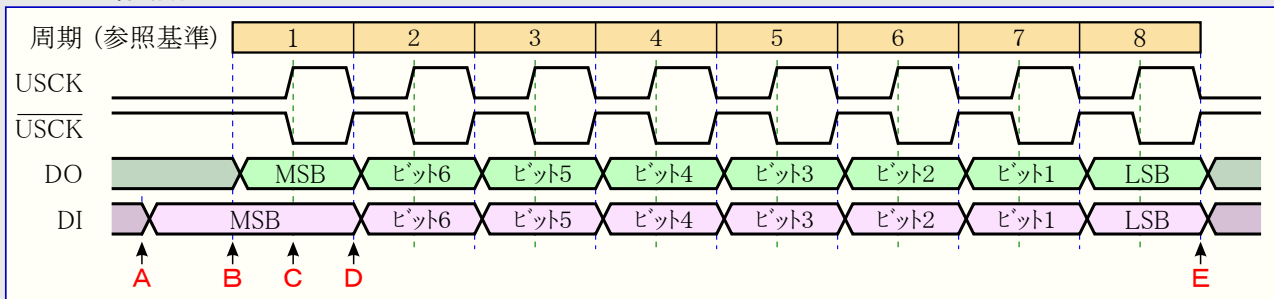 周期 (参照基準) 1 2 3 4 5 6 7 8
USCK
USCK
DO MSB ビット6 ビット5 ビット4 ビット3 ビット2 ビット1 LSB
DI MSB ビット6 ビット5 ビット4 ビット3 ビット2 ビット1 LSB
A B C D E